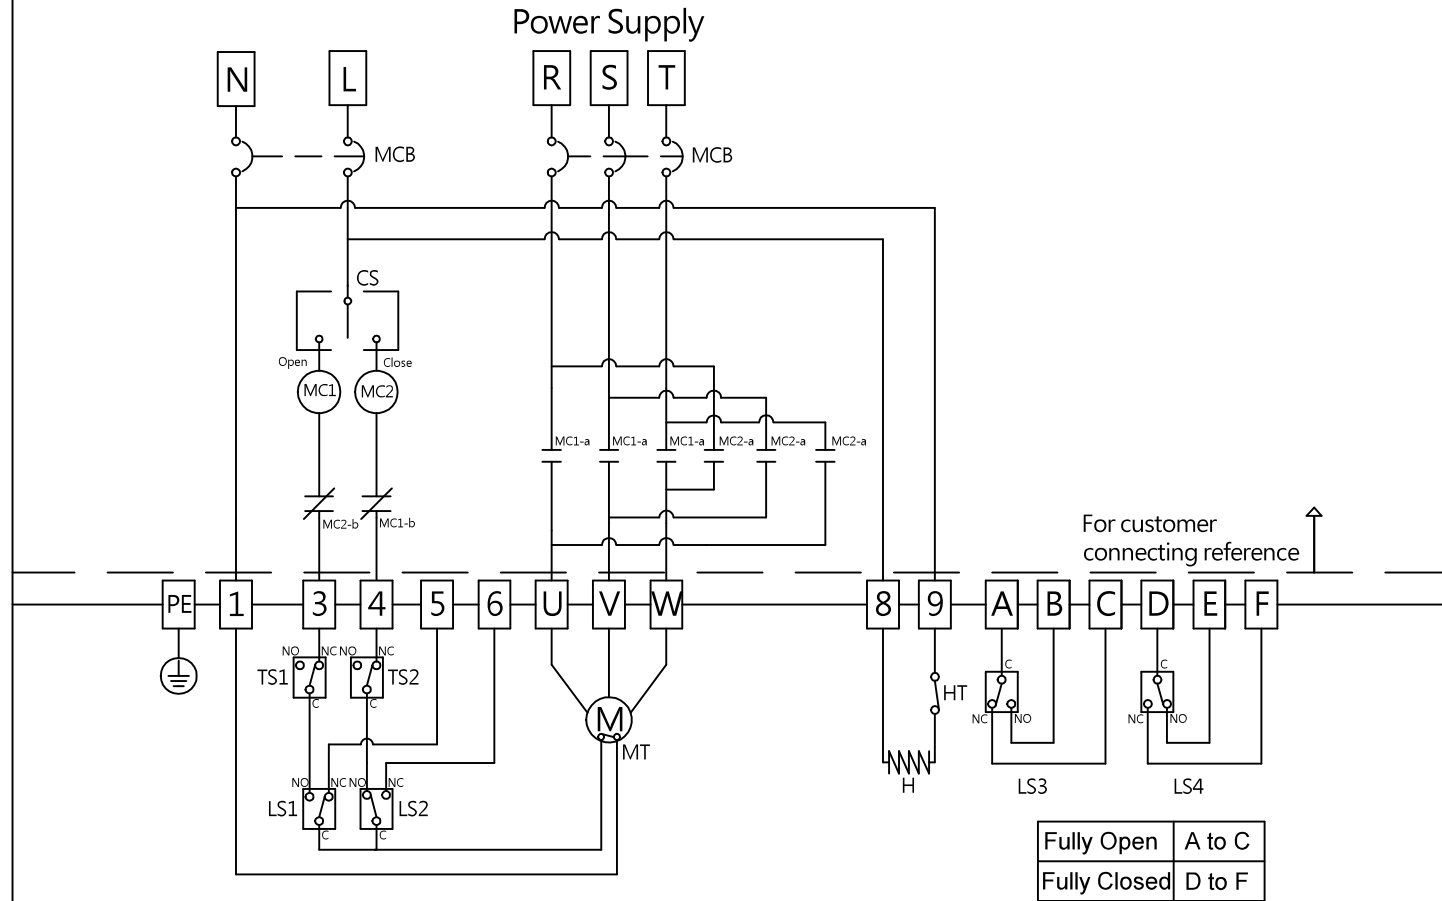 Power Supply
N L R S T
MCB MCB
CS
Open Close
MC1 MC2
MC1-a MC1-a MC1-a MC2-a MC2-a MC2-a
MC2-b MC1-b
For customer
connecting reference
PE 1 3 4 5 6 U V W 8 9 A B C D E F
NO NC NO NC
TS1 TS2
C C
C C
HT
NC NO NC NO
M
MT
NO NC NO NC
H
LS3 LS4
LS1 LS2
C C
Fully Open A to C
Fully Closed D to F